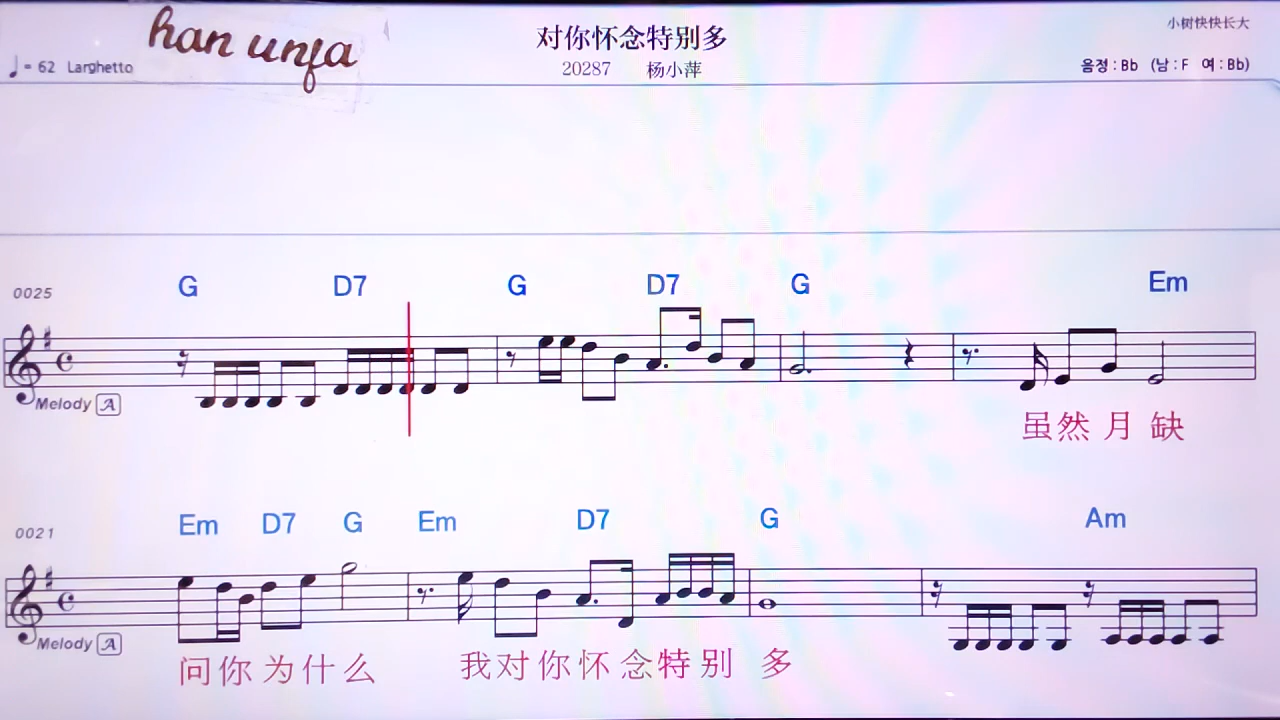 han unfa
对你怀念特别多
小树快快长大
♩= 62 Larghetto
20287 杨小萍
음정 : Bb (남 : F 여 : Bb)
G D7 G D7 G Em
0025
Melody A
虽然 月 缺
Em D7 G Em D7 G Am
0021
Melody A
问你为什么 我对你怀念特别 多